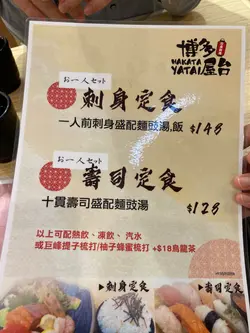 博多
屋台
HAKATA
YATAI
お一人セット
刺身定食
一人前刺身盛配麵豉湯,飯 $148
お一人セット
壽司定食
十貫壽司盛配麵豉湯 $128
以上可配熱飲、凍飲、汽水
或巨峰提子梳打/柚子蜂蜜梳打 +$18烏龍茶
▶刺身定食
▶壽司定食